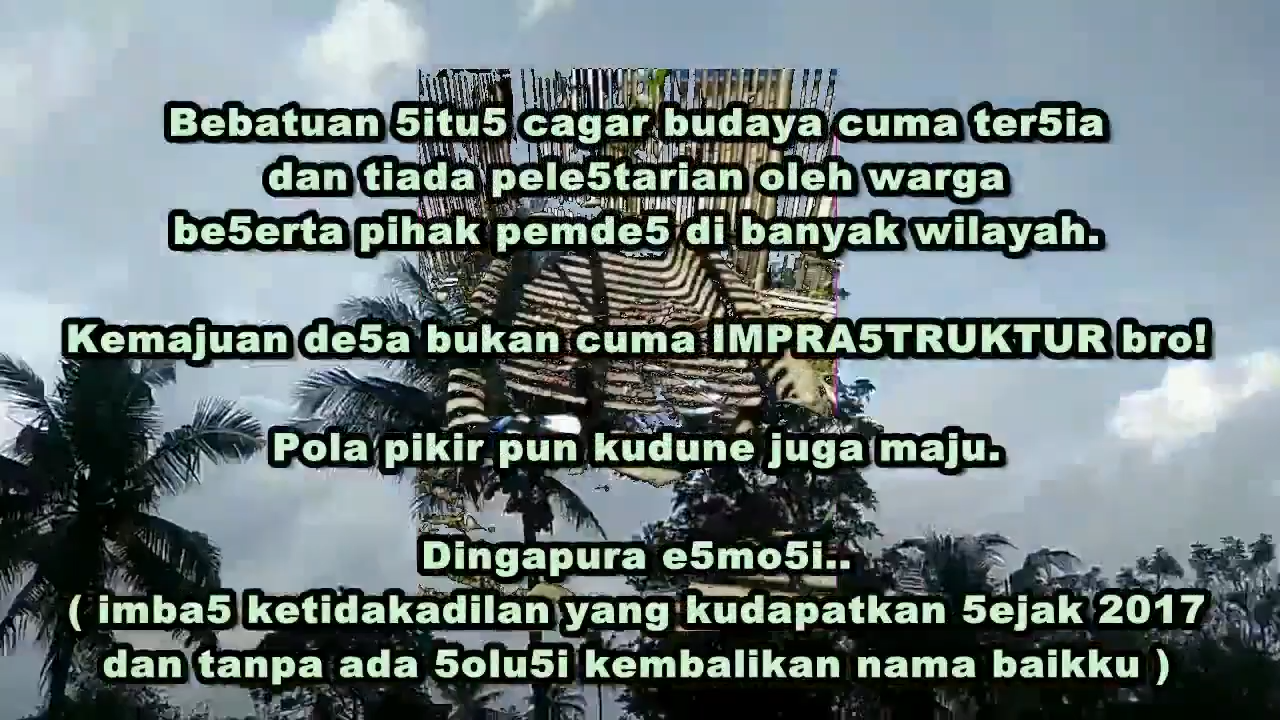 Bebatuan 5itu5 cagar budaya cuma ter5ia
dan tiada pele5tarian oleh warga
be5erta pihak pemde5 di banyak wilayah.
Kemajuan de5a bukan cuma IMPRA5TRUKTUR bro!
Pola pikir pun kudune juga maju.
Dingapura e5mo5i..
( imba5 ketidakadilan yang kudapatkan 5ejak 2017
dan tanpa ada 5olu5i kembalikan nama baikku )